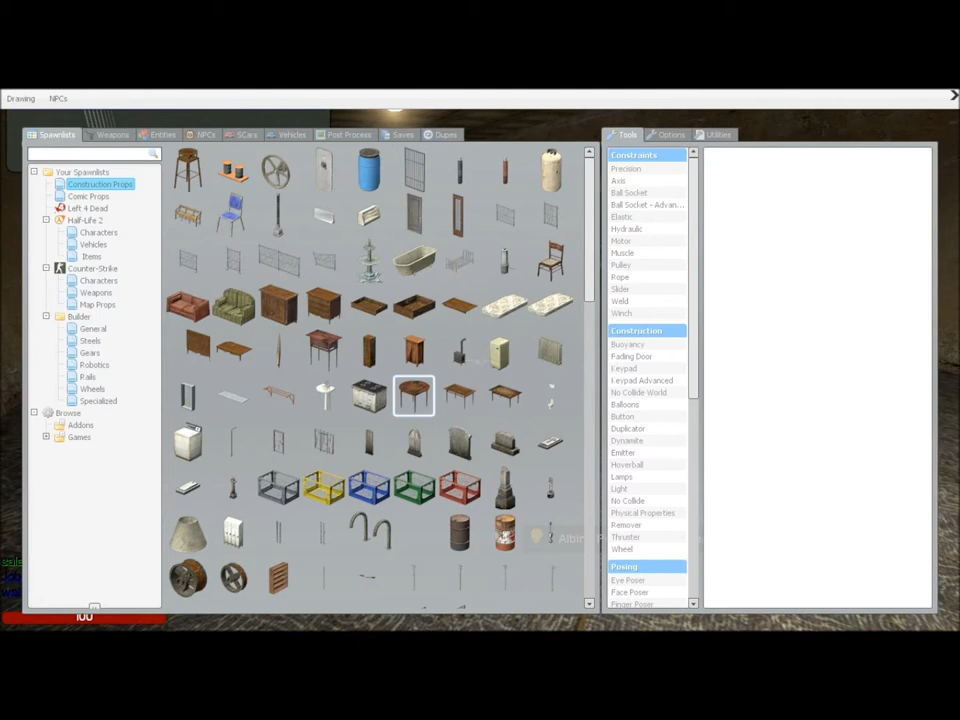 Drawing NPCs
Spawnlists Weapons Entities NPCs SCars Vehicles Post Process Saves Dupes
Tools Options Utilities
Your Spawnlists
Construction Props
Comic Props
Left 4 Dead
Half-Life 2
Characters
Vehicles
Items
Counter-Strike
Characters
Weapons
Map Props
Builder
General
Steels
Gears
Robotics
Rails
Wheels
Specialized
Browse
Addons
Games
Constraints
Precision
Axis
Ball Socket
Ball Socket - Advan...
Elastic
Hydraulic
Motor
Muscle
Pulley
Rope
Slider
Weld
Winch
Construction
Buoyancy
Fading Door
Keypad
Keypad Advanced
No Collide World
Balloons
Button
Duplicator
Dynamite
Emitter
Hoverball
Lamps
Light
No Collide
Physical Properties
Remover
Thruster
Wheel
Posing
Eye Poser
Face Poser
Finger Poser
100